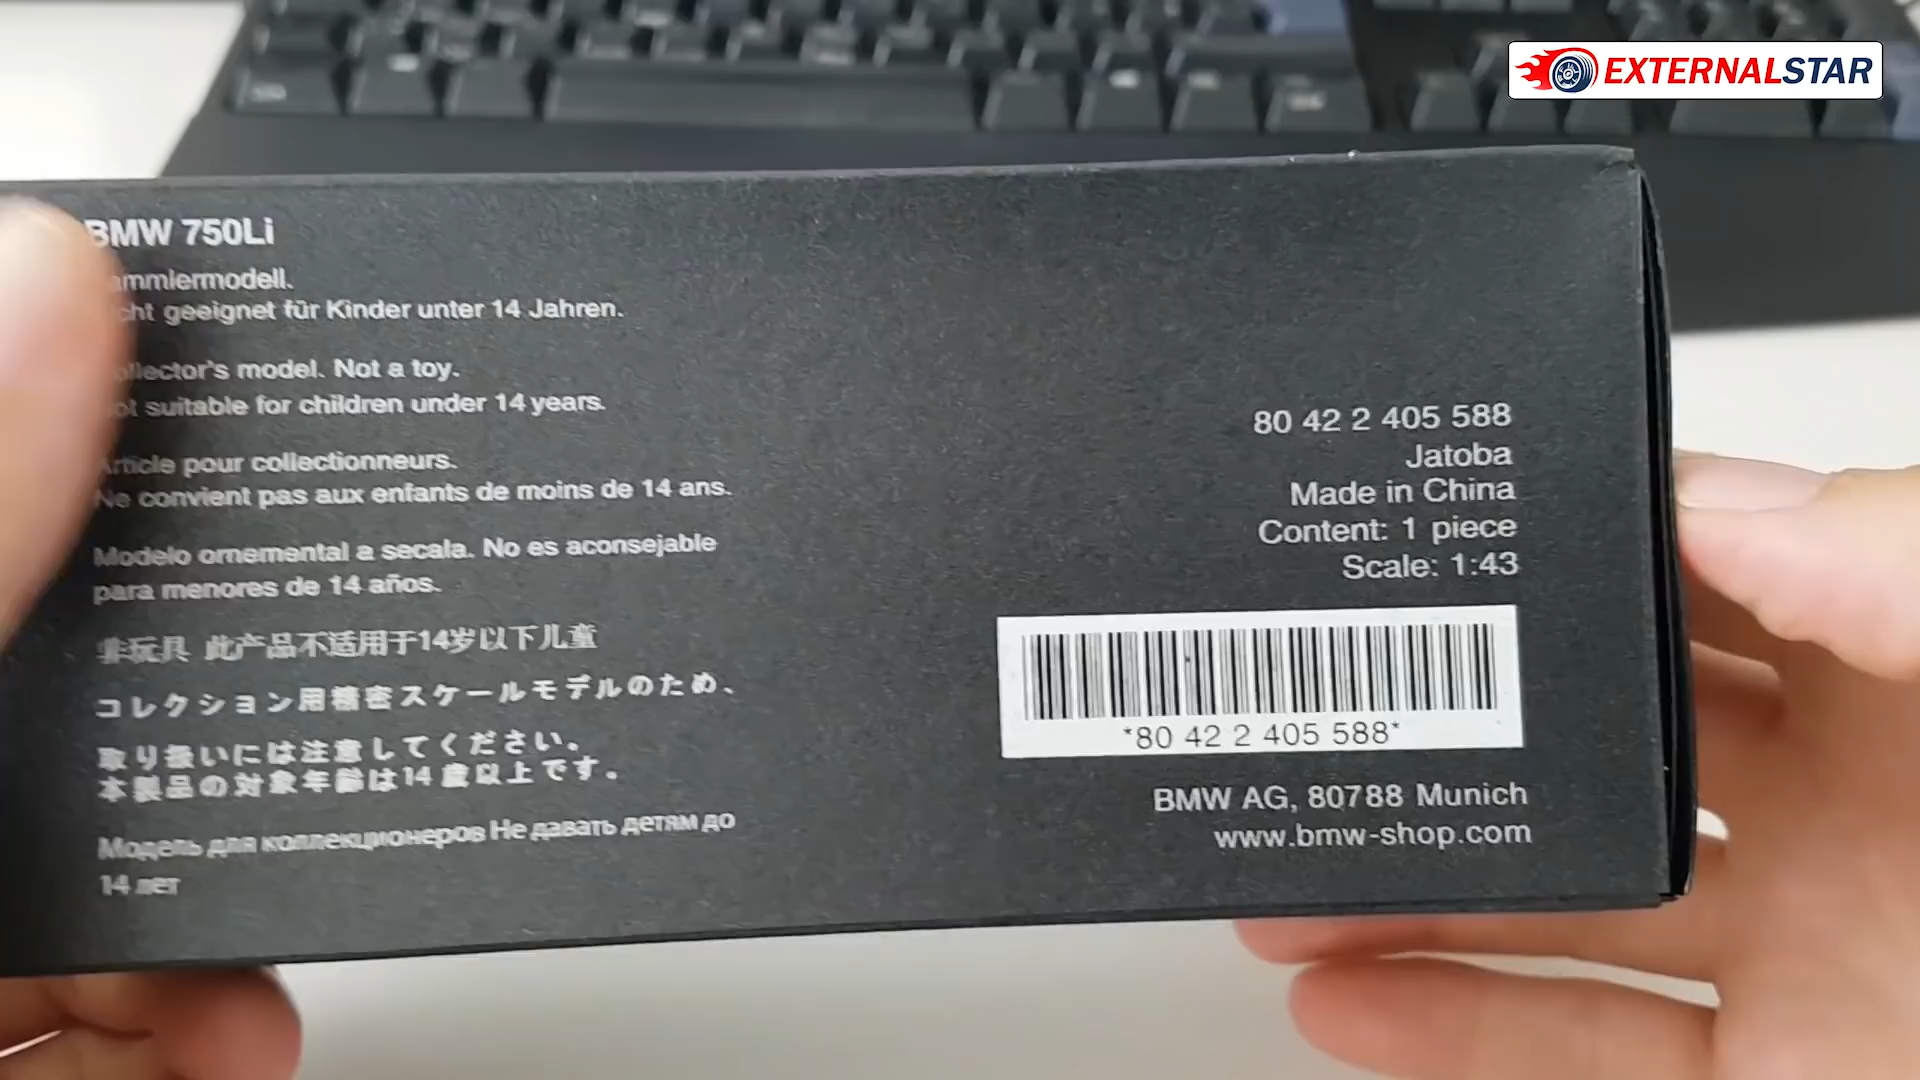 EXTERNALSTAR
BMW 750Li
ammlermodell.
cht geeignet für Kinder unter 14 Jahren.
ollector's model. Not a toy.
ot suitable for children under 14 years.
Article pour collectionneurs.
Ne convient pas aux enfants de moins de 14 ans.
Modelo ornemental a secala. No es aconsejable
para menores de 14 años.
非玩具 此产品不适用于14岁以下儿童
コレクション用精密スケールモデルのため、
取り扱いには注意してください。
本製品の対象年齢は14歳以上です。
Модель для коллекционеров Не давать детям до
14 лет
80 42 2 405 588
Jatoba
Made in China
Content: 1 piece
Scale: 1:43
*80 42 2 405 588*
BMW AG, 80788 Munich
www.bmw-shop.com